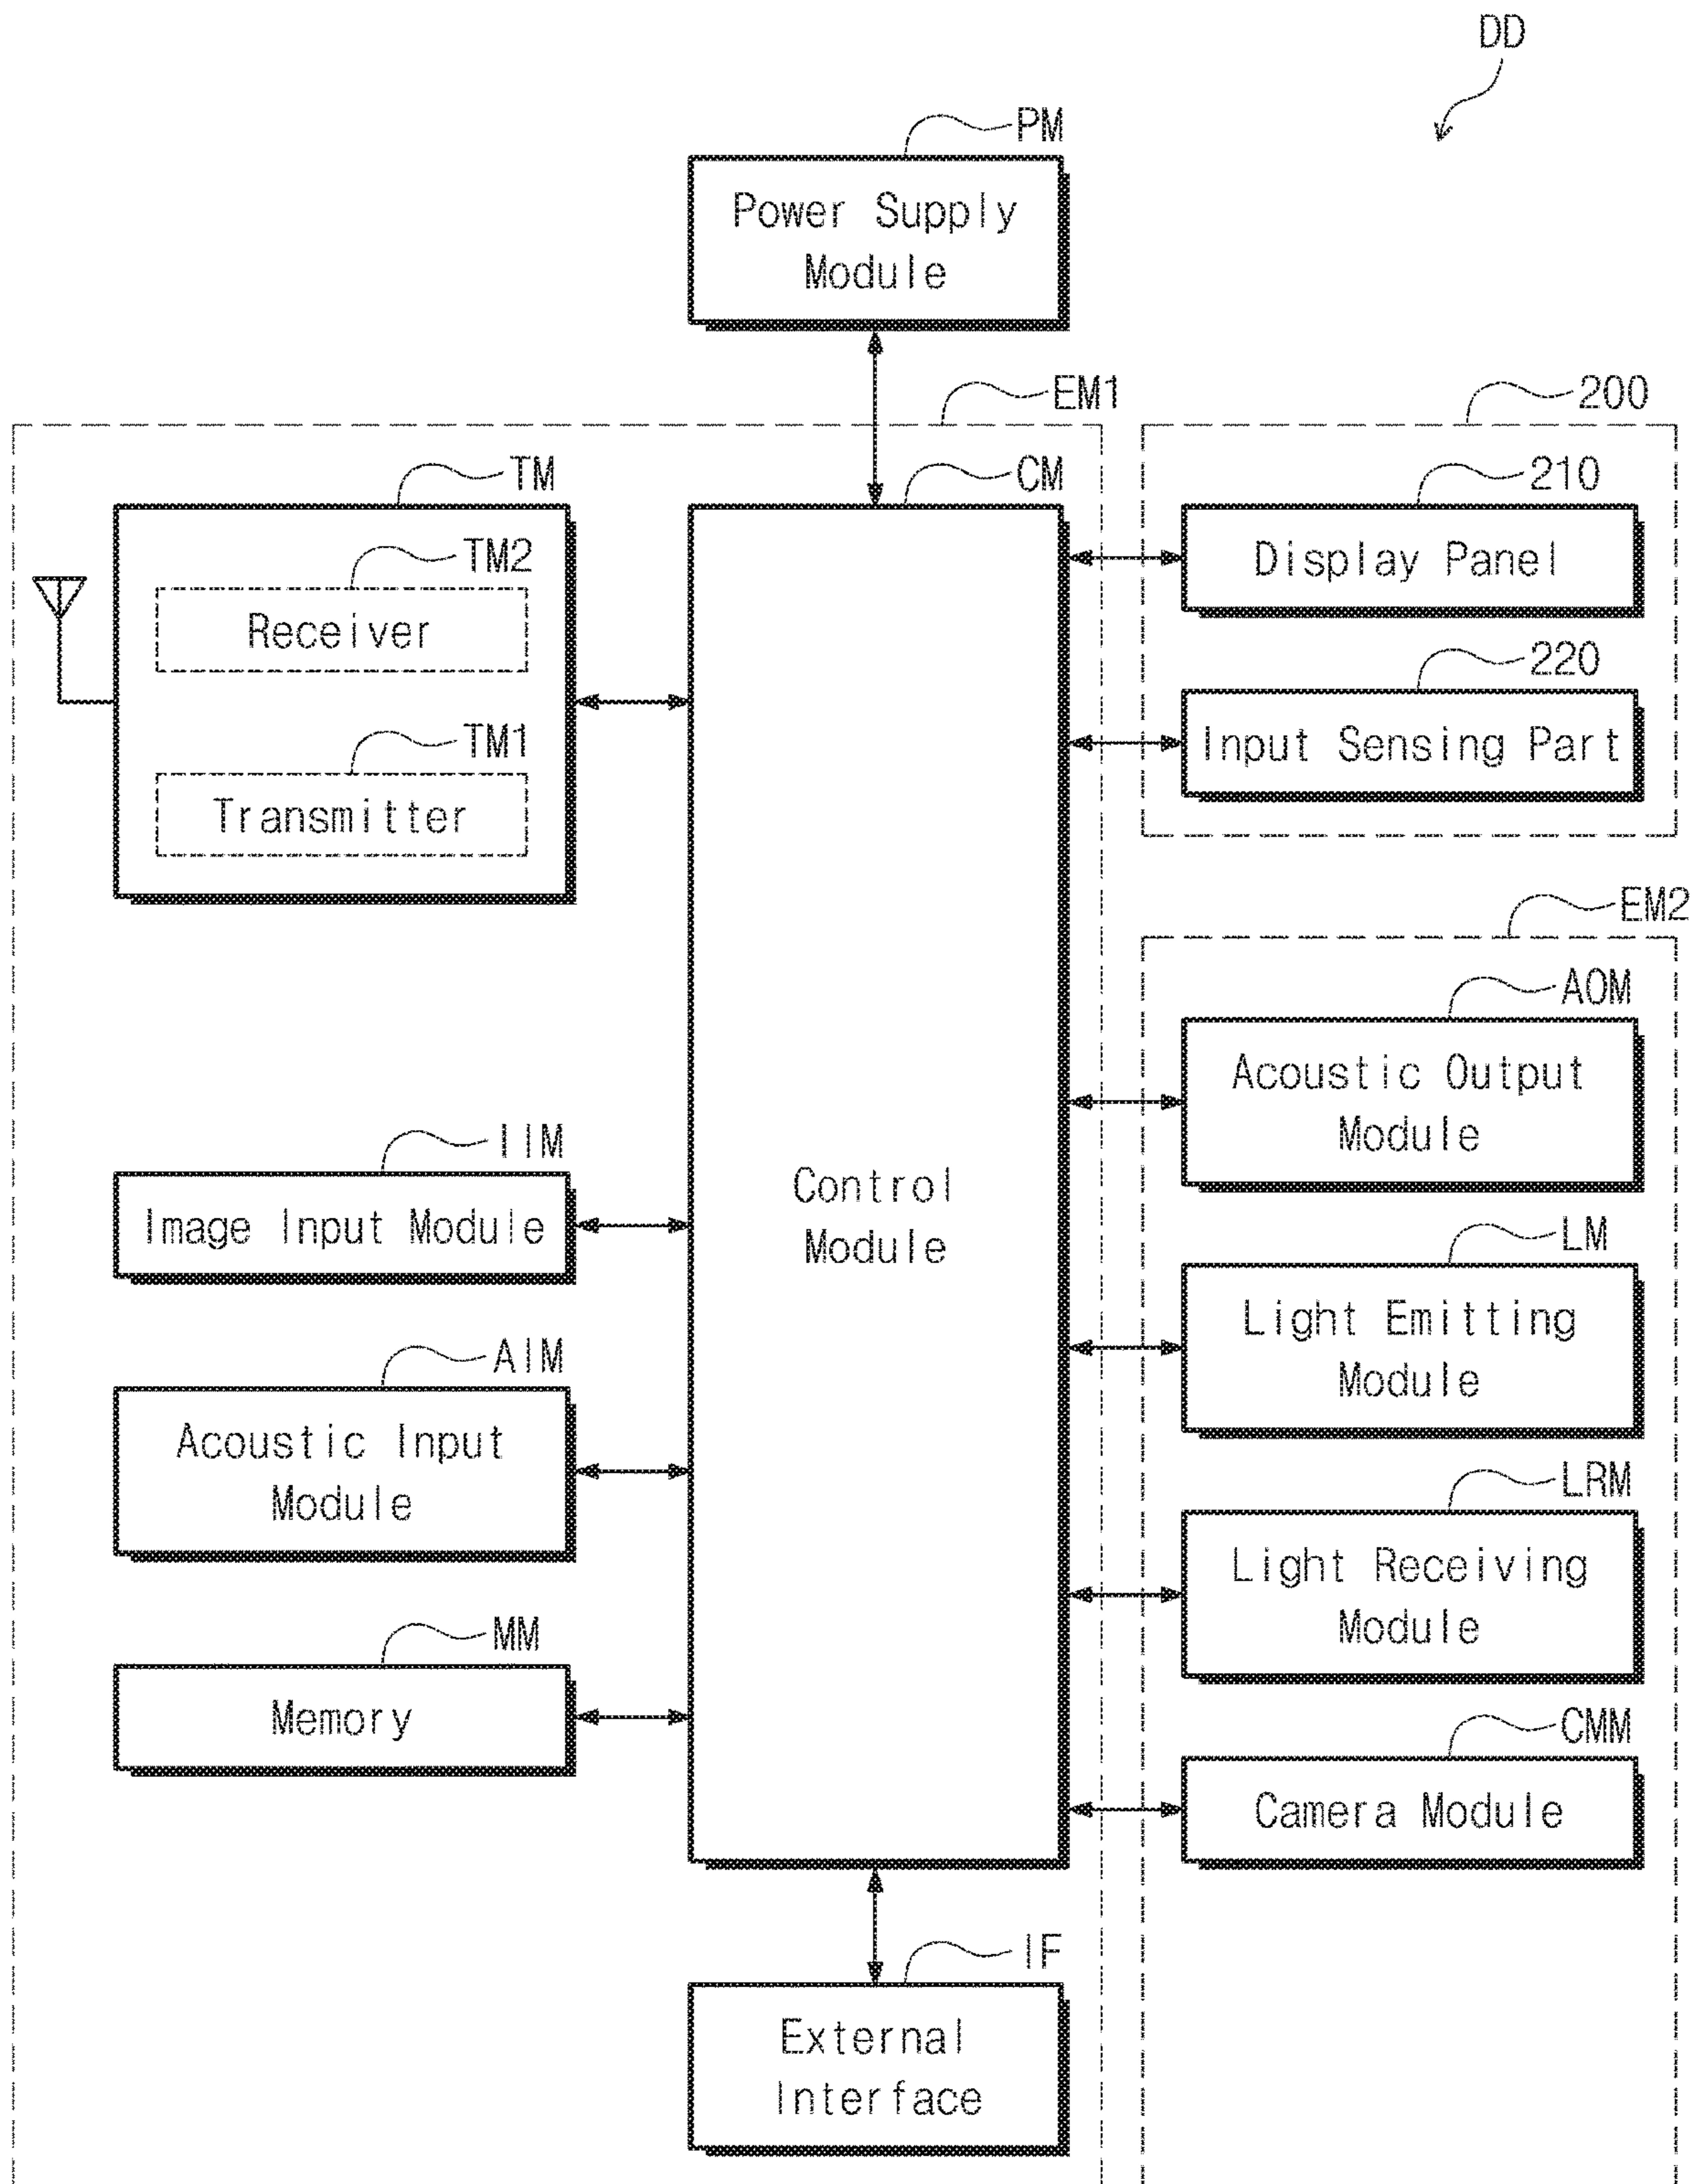 DD
PM
Power Supply
Module
EM1
200
TM
CM
210
Display Panel
TM2
Receiver
220
Input Sensing Part
TM1
Transmitter
EM2
AOM
Acoustic Output
Module
IIM
Image Input Module
Control
Module
LM
Light Emitting
Module
AIM
Acoustic Input
Module
LRM
Light Receiving
Module
MM
Memory
CMM
Camera Module
IF
External
Interface